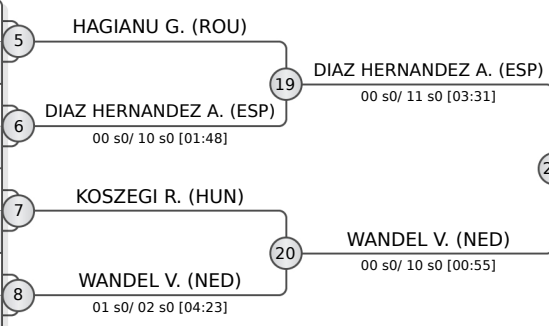 HAGIANU G. (ROU)
5
DIAZ HERNANDEZ A. (ESP)
19
00 s0/ 11 s0 [03:31]
DIAZ HERNANDEZ A. (ESP)
6
00 s0/ 10 s0 [01:48]
KOSZEGI R. (HUN)
7
WANDEL V. (NED)
20
00 s0/ 10 s0 [00:55]
WANDEL V. (NED)
8
01 s0/ 02 s0 [04:23]